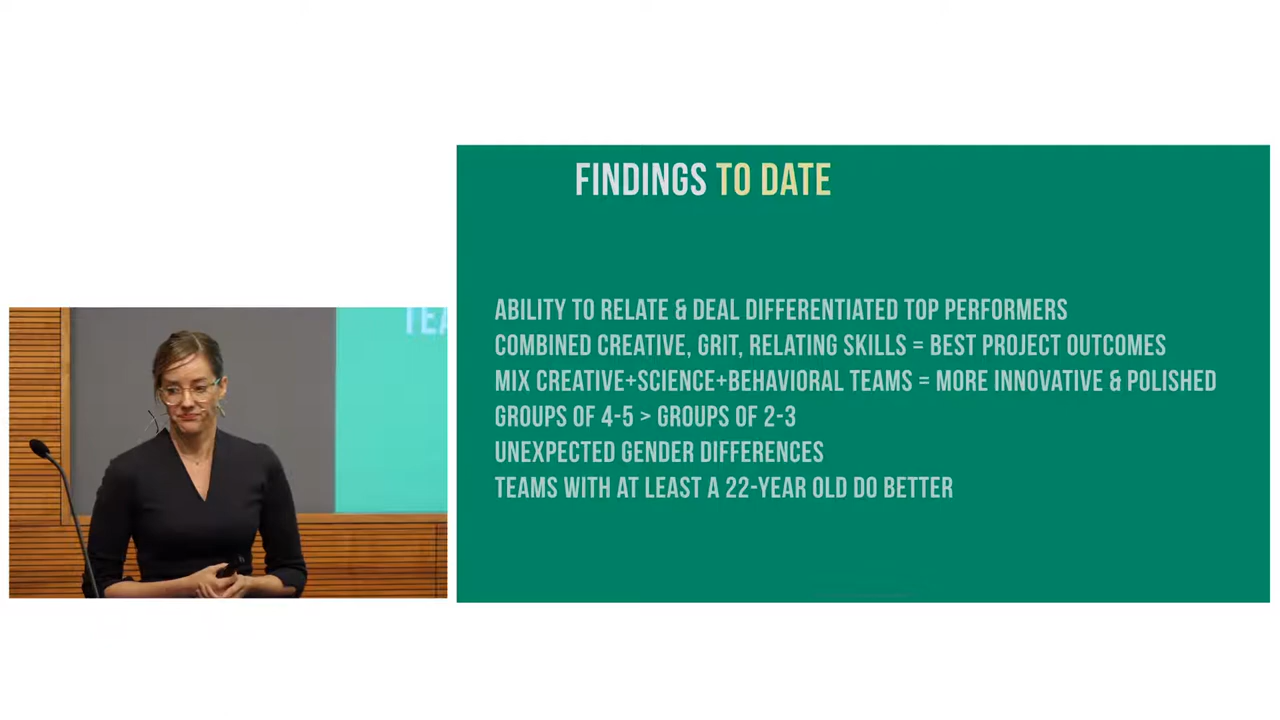 FINDINGS TO DATE
ABILITY TO RELATE & DEAL DIFFERENTIATED TOP PERFORMERS
COMBINED CREATIVE, GRIT, RELATING SKILLS = BEST PROJECT OUTCOMES
MIX CREATIVE+SCIENCE+BEHAVIORAL TEAMS = MORE INNOVATIVE & POLISHED
GROUPS OF 4-5 > GROUPS OF 2-3
UNEXPECTED GENDER DIFFERENCES
TEAMS WITH AT LEAST A 22-YEAR OLD DO BETTER